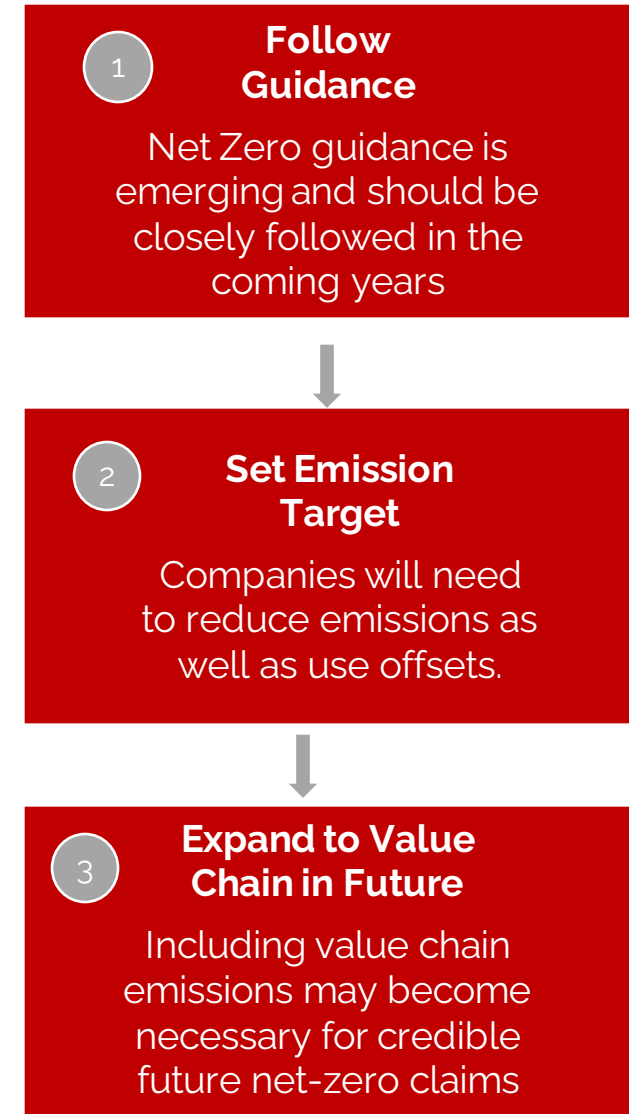 1
Follow
Guidance
Net Zero guidance is
emerging and should be
closely followed in the
coming years
2
Set Emission
Target
Companies will need
to reduce emissions as
well as use offsets.
3
Expand to Value
Chain in Future
Including value chain
emissions may become
necessary for credible
future net-zero claims